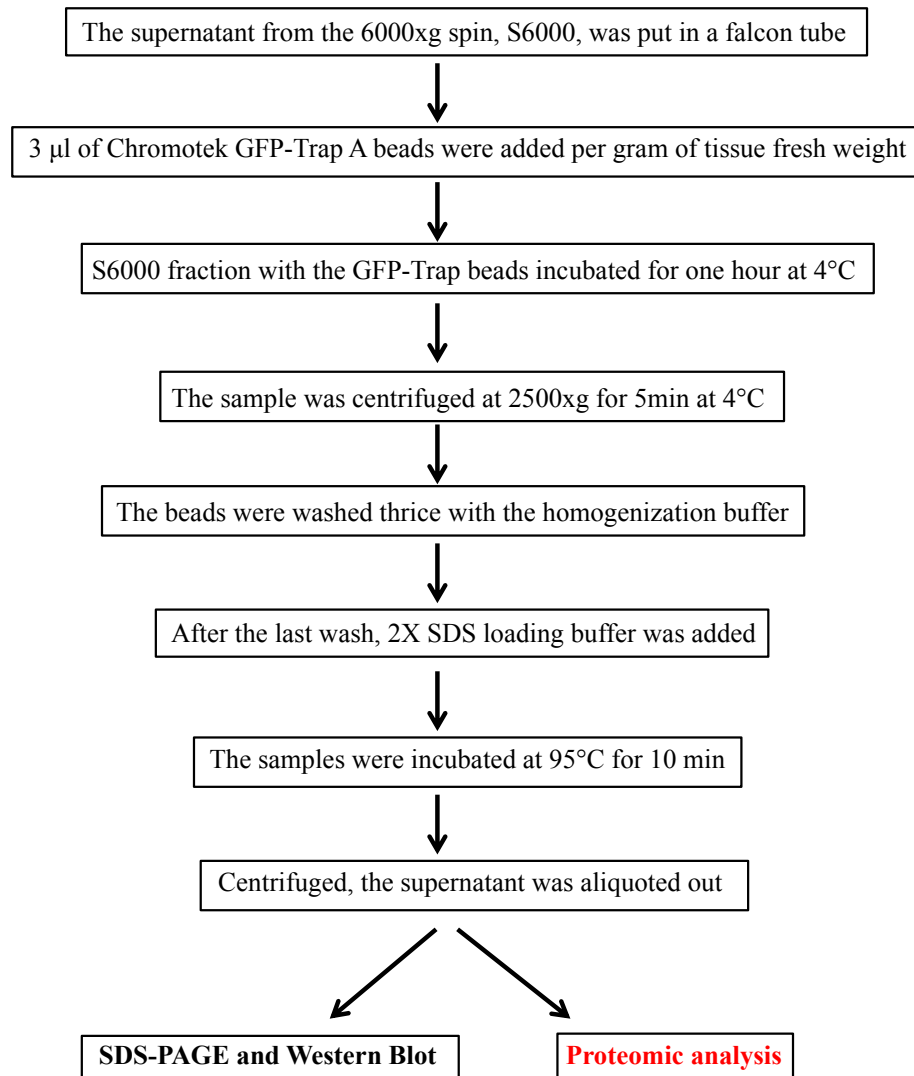 The supernatant from the 6000xg spin, S6000, was put in a falcon tube
3 μl of Chromotek GFP-Trap A beads were added per gram of tissue fresh weight
S6000 fraction with the GFP-Trap beads incubated for one hour at 4°C
The sample was centrifuged at 2500xg for 5min at 4°C
The beads were washed thrice with the homogenization buffer
After the last wash, 2X SDS loading buffer was added
The samples were incubated at 95°C for 10 min
Centrifuged, the supernatant was aliquoted out
SDS-PAGE and Western Blot
Proteomic analysis